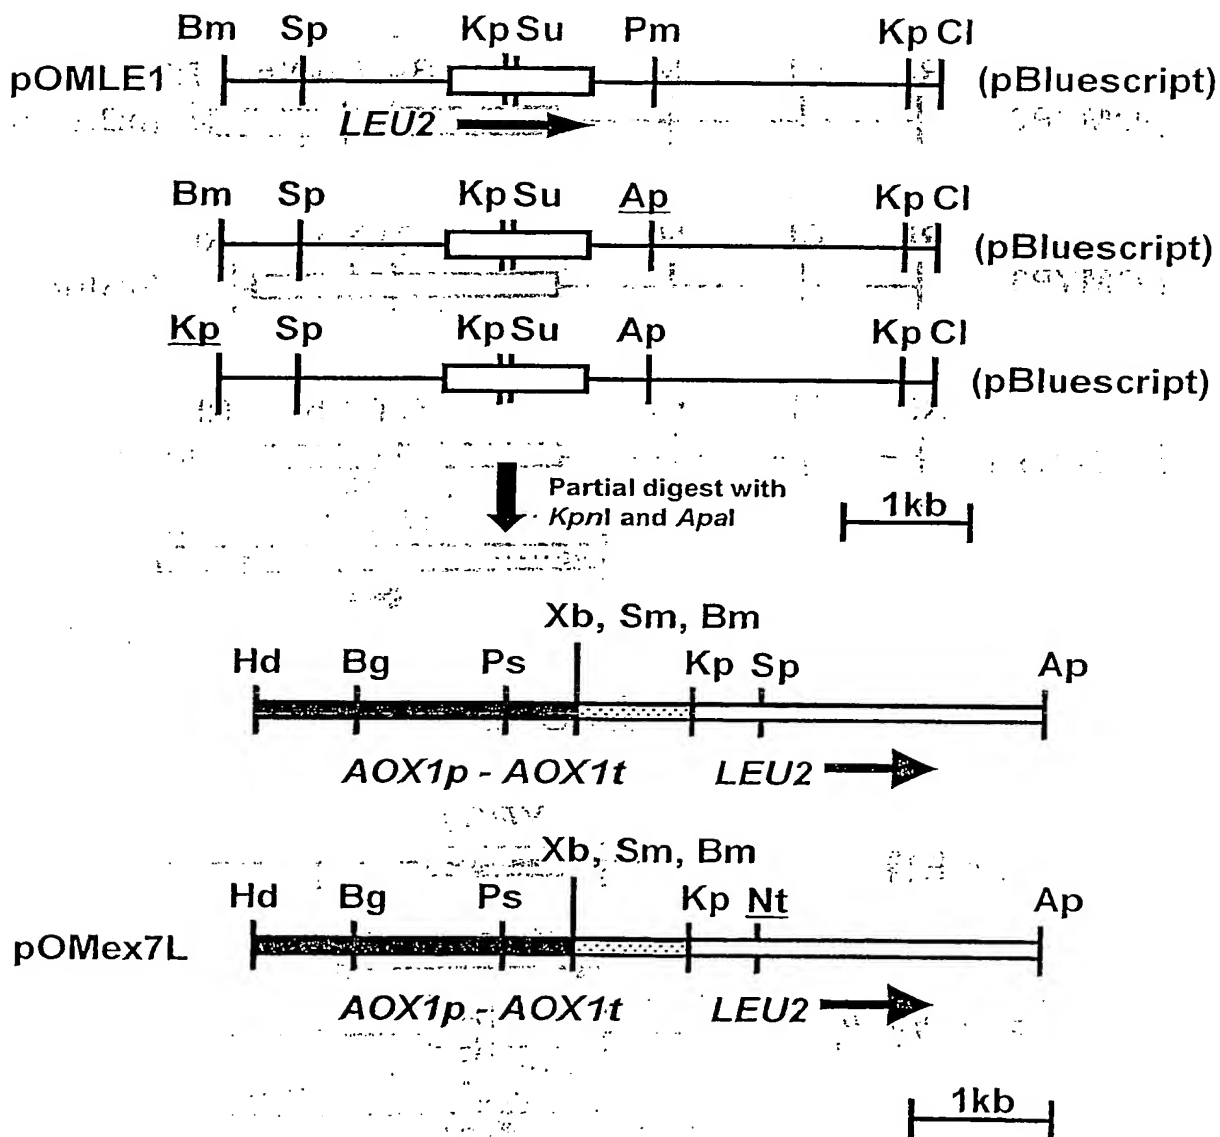 Bm Sp Kp Su Pm Kp Cl
pOMLE1 (pBluescript)
LEU2
Bm Sp Kp Su Ap Kp Cl
(pBluescript)
Kp Sp Kp Su Ap Kp Cl
(pBluescript)
Partial digest with
KpnI and ApaI
1kb
Xb, Sm, Bm
Hd Bg Ps Kp Sp Ap
AOX1p - AOX1t LEU2
Xb, Sm, Bm
Hd Bg Ps Kp Nt Ap
pOMex7L
AOX1p - AOX1t LEU2
1kb